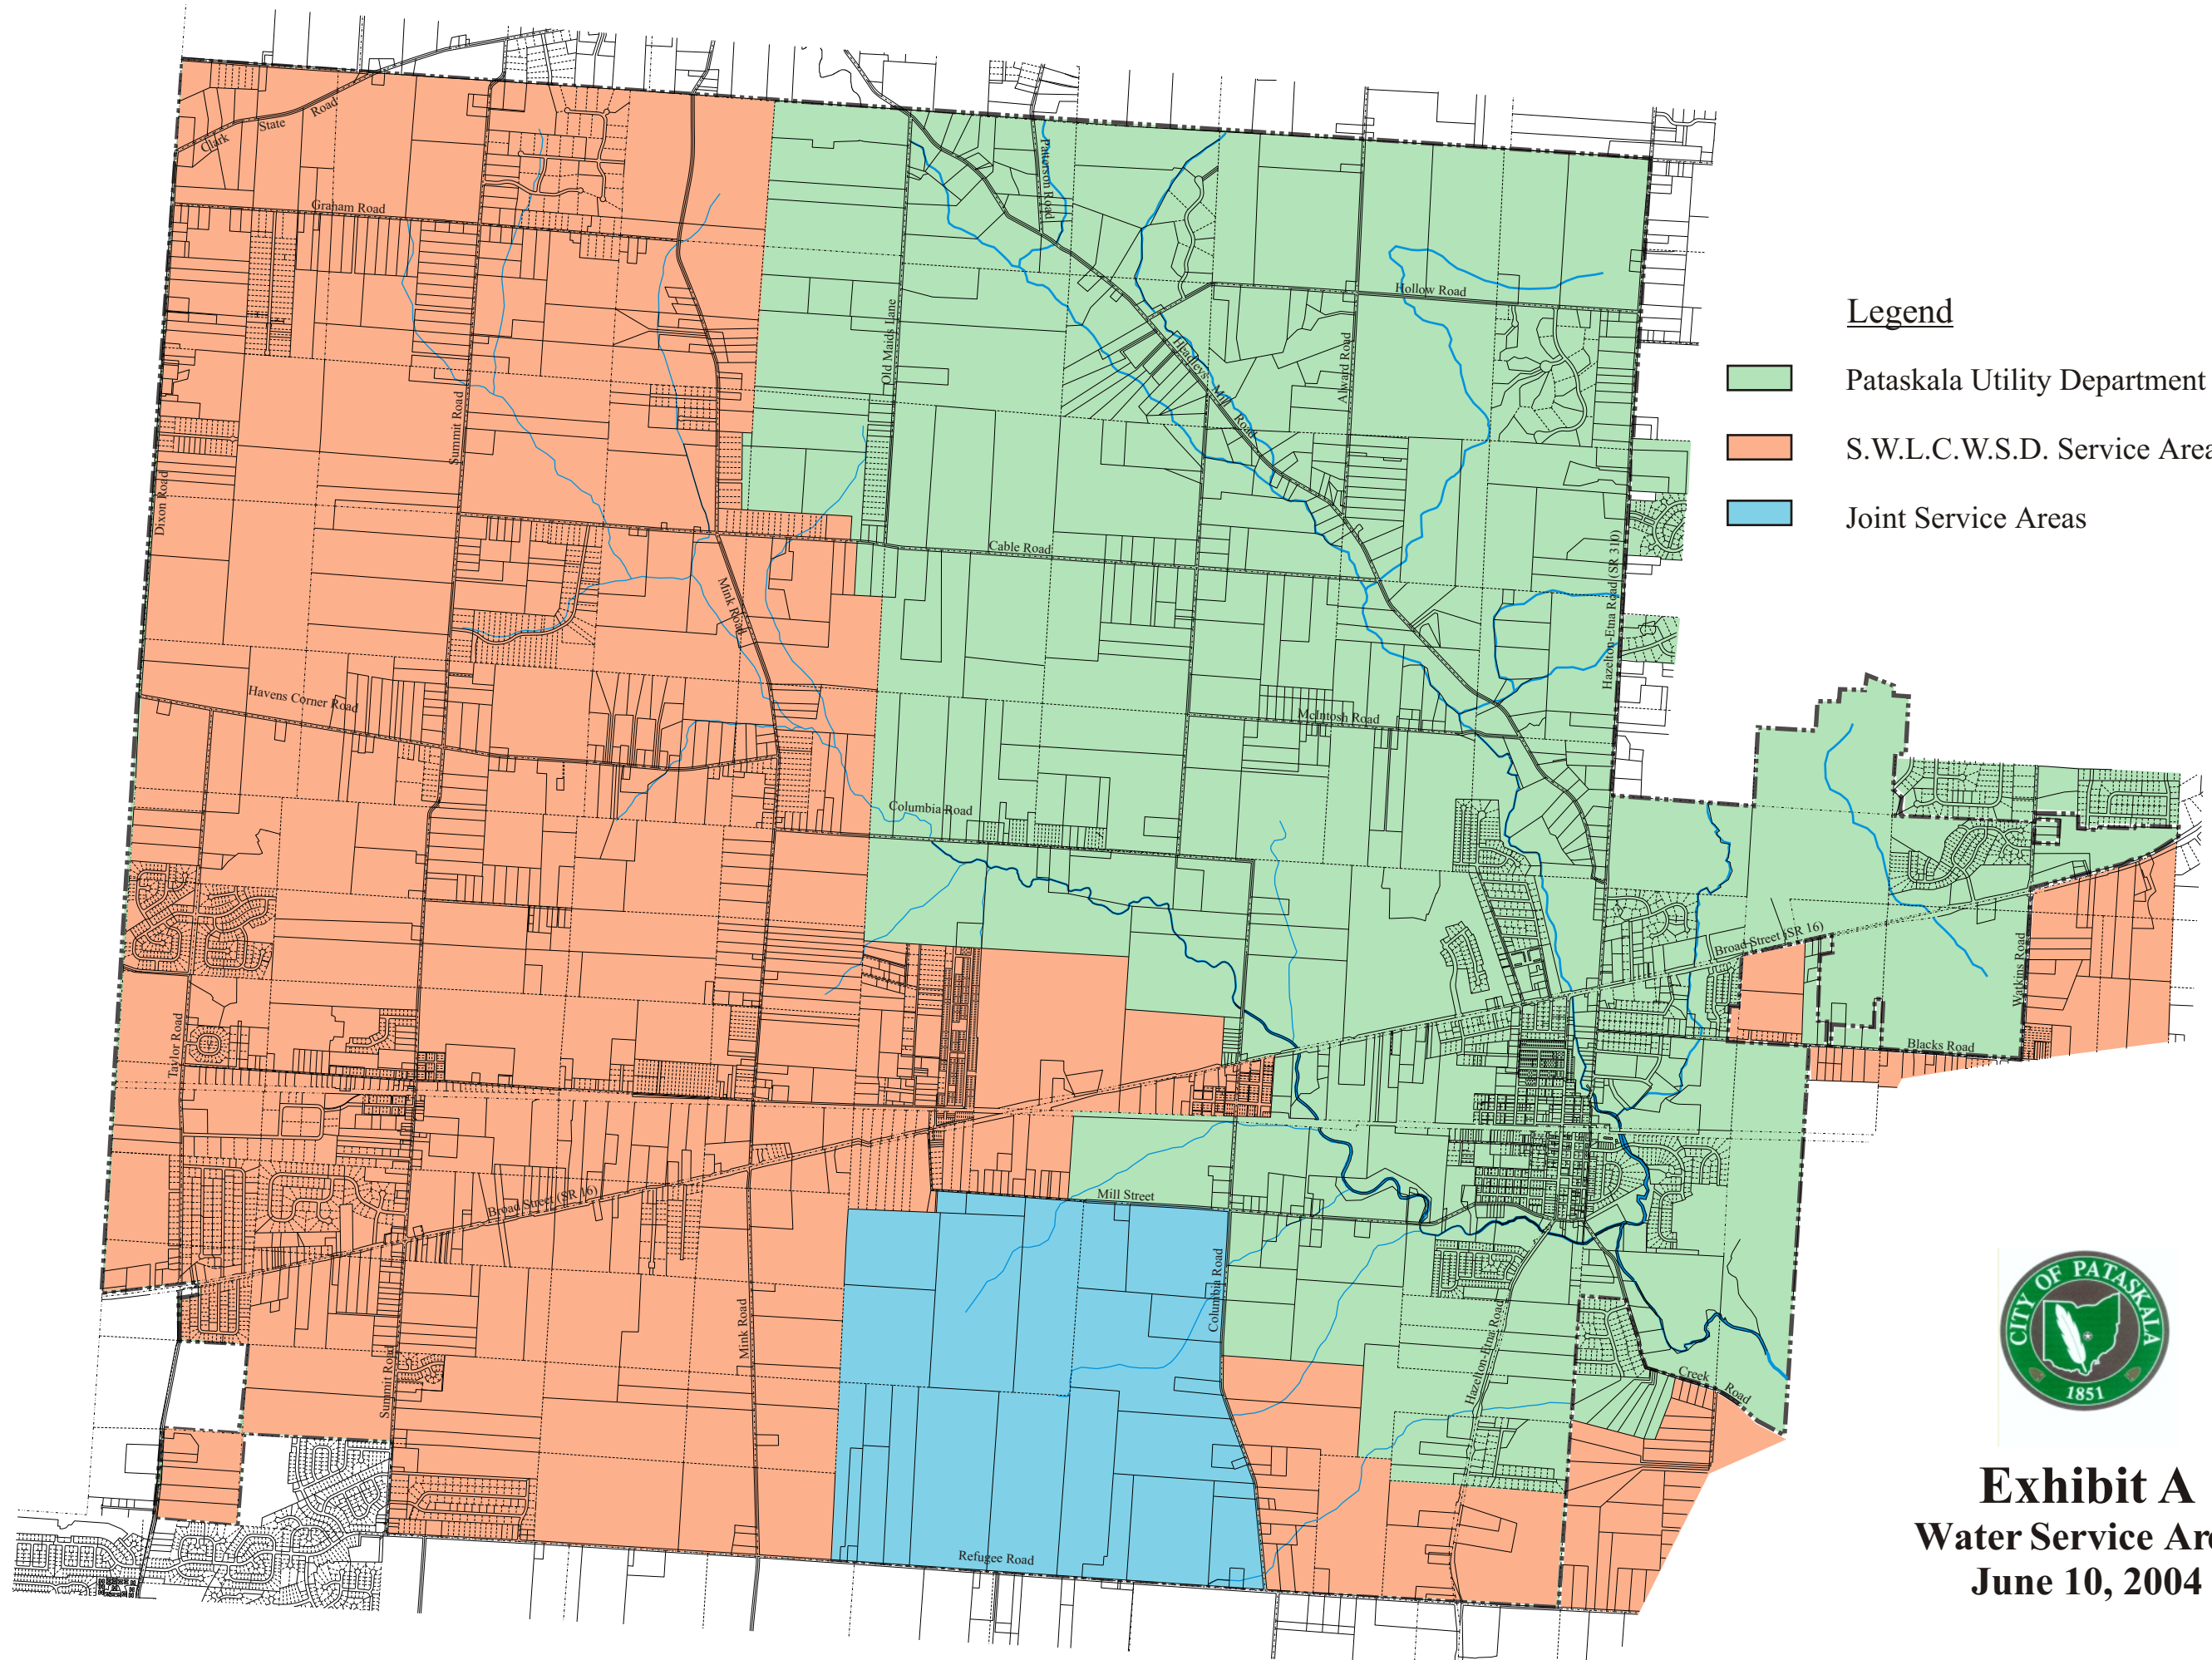 Clark State Road
Graham Road
Patterson Road
Hollow Road
Old Maids Lane
Headleys Mill Road
Alward Road
Summit Road
Dixon Road
Cable Road
Mink Road
Hazelton-Etna Road (SR 310)
Havens Corner Road
McIntosh Road
Columbia Road
Broad Street (SR 16)
Watkins Road
Taylor Road
Blacks Road
Mill Street
Broad Street (SR 16)
Columbia Road
Mink Road
Summit Road
Hazelton-Etna Road
Creek Road
Refugee Road
Legend
Pataskala Utility Department
S.W.L.C.W.S.D. Service Area
Joint Service Areas
CITY OF PATASKALA
1851
Exhibit A
Water Service Are
June 10, 2004